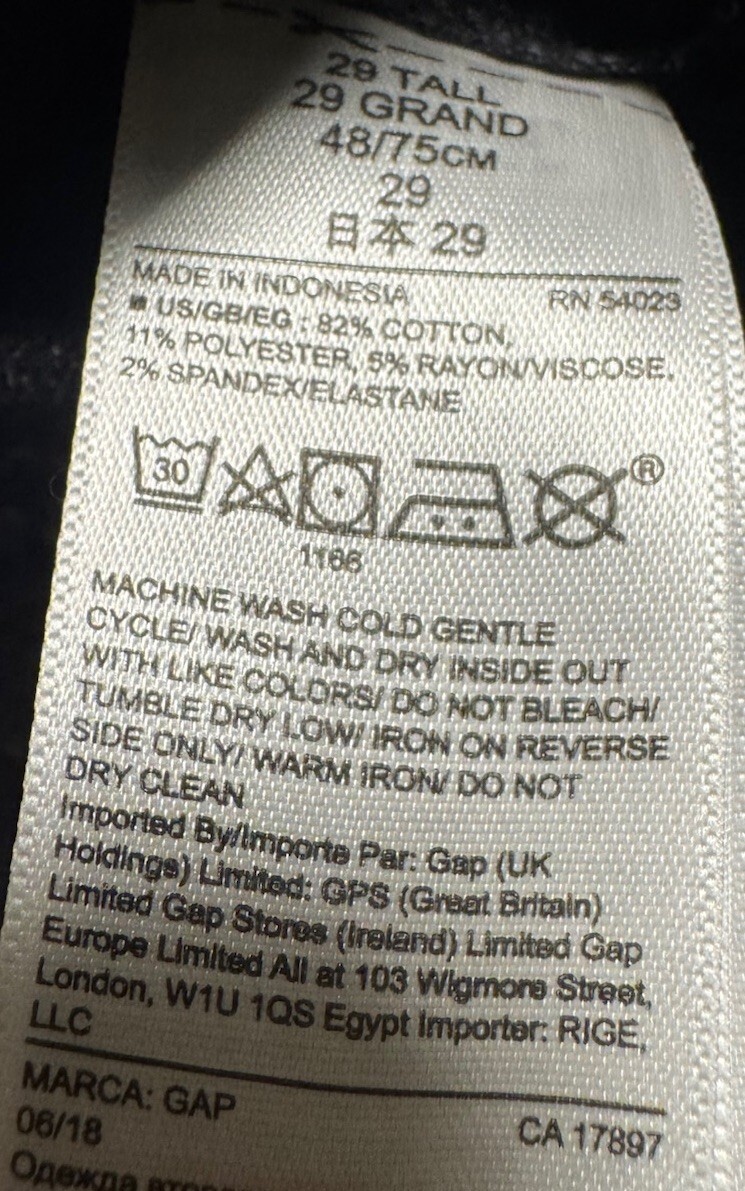 29 TALL
29 GRAND
48/75CM
29
日本 29
MADE IN INDONESIA RN 54023
US/GB/EG : 82% COTTON,
11% POLYESTER, 5% RAYON/VISCOSE,
2% SPANDEX/ELASTANE
30 ®
1166
MACHINE WASH COLD GENTLE
CYCLE/ WASH AND DRY INSIDE OUT
WITH LIKE COLORS/ DO NOT BLEACH/
TUMBLE DRY LOW/ IRON ON REVERSE
SIDE ONLY/ WARM IRON/ DO NOT
DRY CLEAN
Imported By/Importe Par: Gap (UK
Holdings) Limited: GPS (Great Britain)
Limited Gap Stores (Ireland) Limited Gap
Europe Limited All at 103 Wigmore Street,
London, W1U 1QS Egypt Importer: RIGE,
LLC
MARCA: GAP
06/18 CA 17897
Одежда